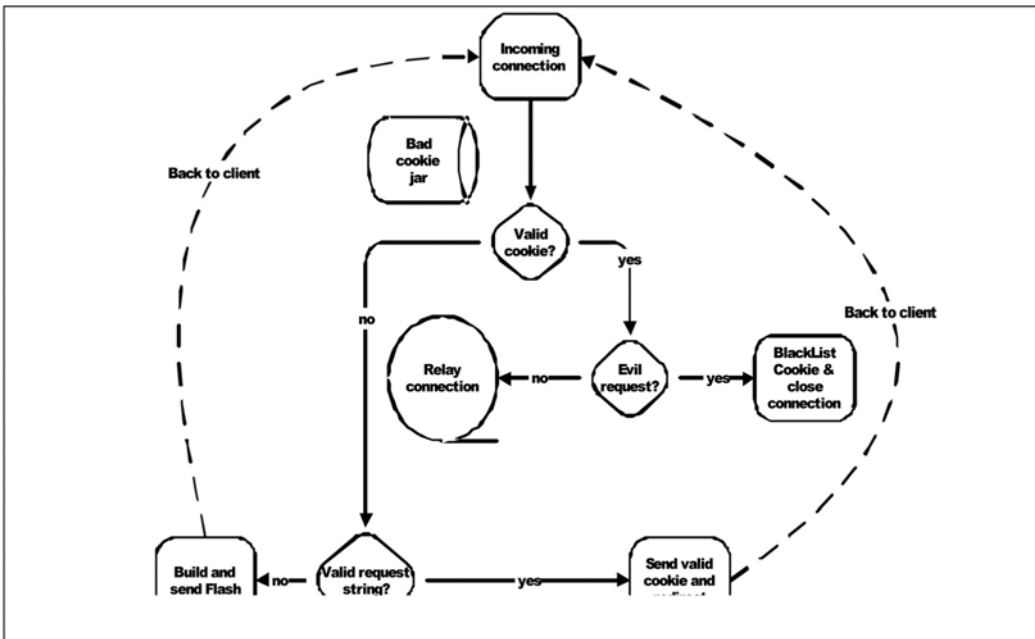 Incoming
connection
Bad
cookie
jar
Back to client
Valid
cookie?
yes
no
Back to client
Relay
connection
no
Evil
request?
yes
BlackList
Cookie &
close
connection
Build and
send Flash
no
Valid request
string?
yes
Send valid
cookie and